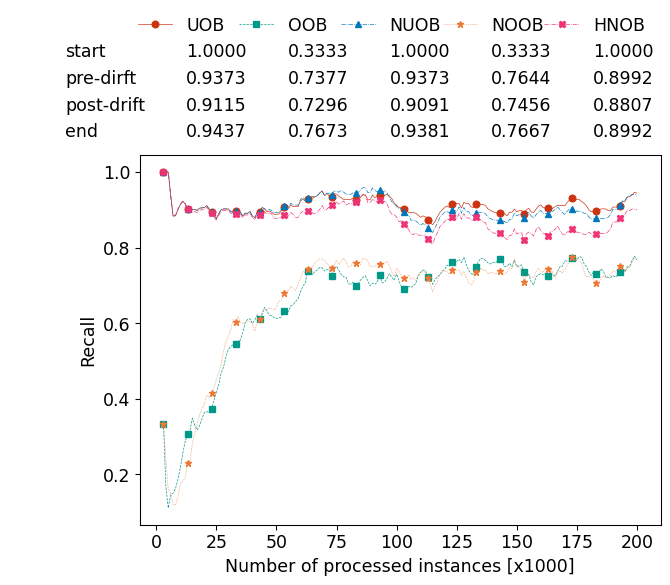 UOB OOB NUOB NOOB HNOB
start 1.0000 0.3333 1.0000 0.3333 1.0000
pre-dirft 0.9373 0.7377 0.9373 0.7644 0.8992
post-drift 0.9115 0.7296 0.9091 0.7456 0.8807
end 0.9437 0.7673 0.9381 0.7667 0.8992
1.0
0.8
0.6
0.4
0.2
Recall
0 25 50 75 100 125 150 175 200
Number of processed instances [x1000]